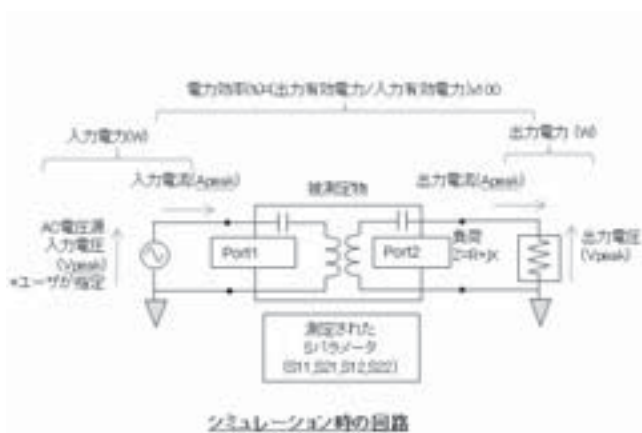 電力効率(%)=(出力有効電力/入力有効電力)x100
入力電力(W)
出力電力 (W)
入力電流(Apeak)
被測定物
出力電流(Apeak)
AC電圧源
入力電圧
(Vpeak)
*ユーザが指定
Port1
Port2
負荷
Z=R+jX
出力電圧
(Vpeak)
測定された
Sパラメータ
(S11,S21,S12,S22)
シミュレーション時の回路